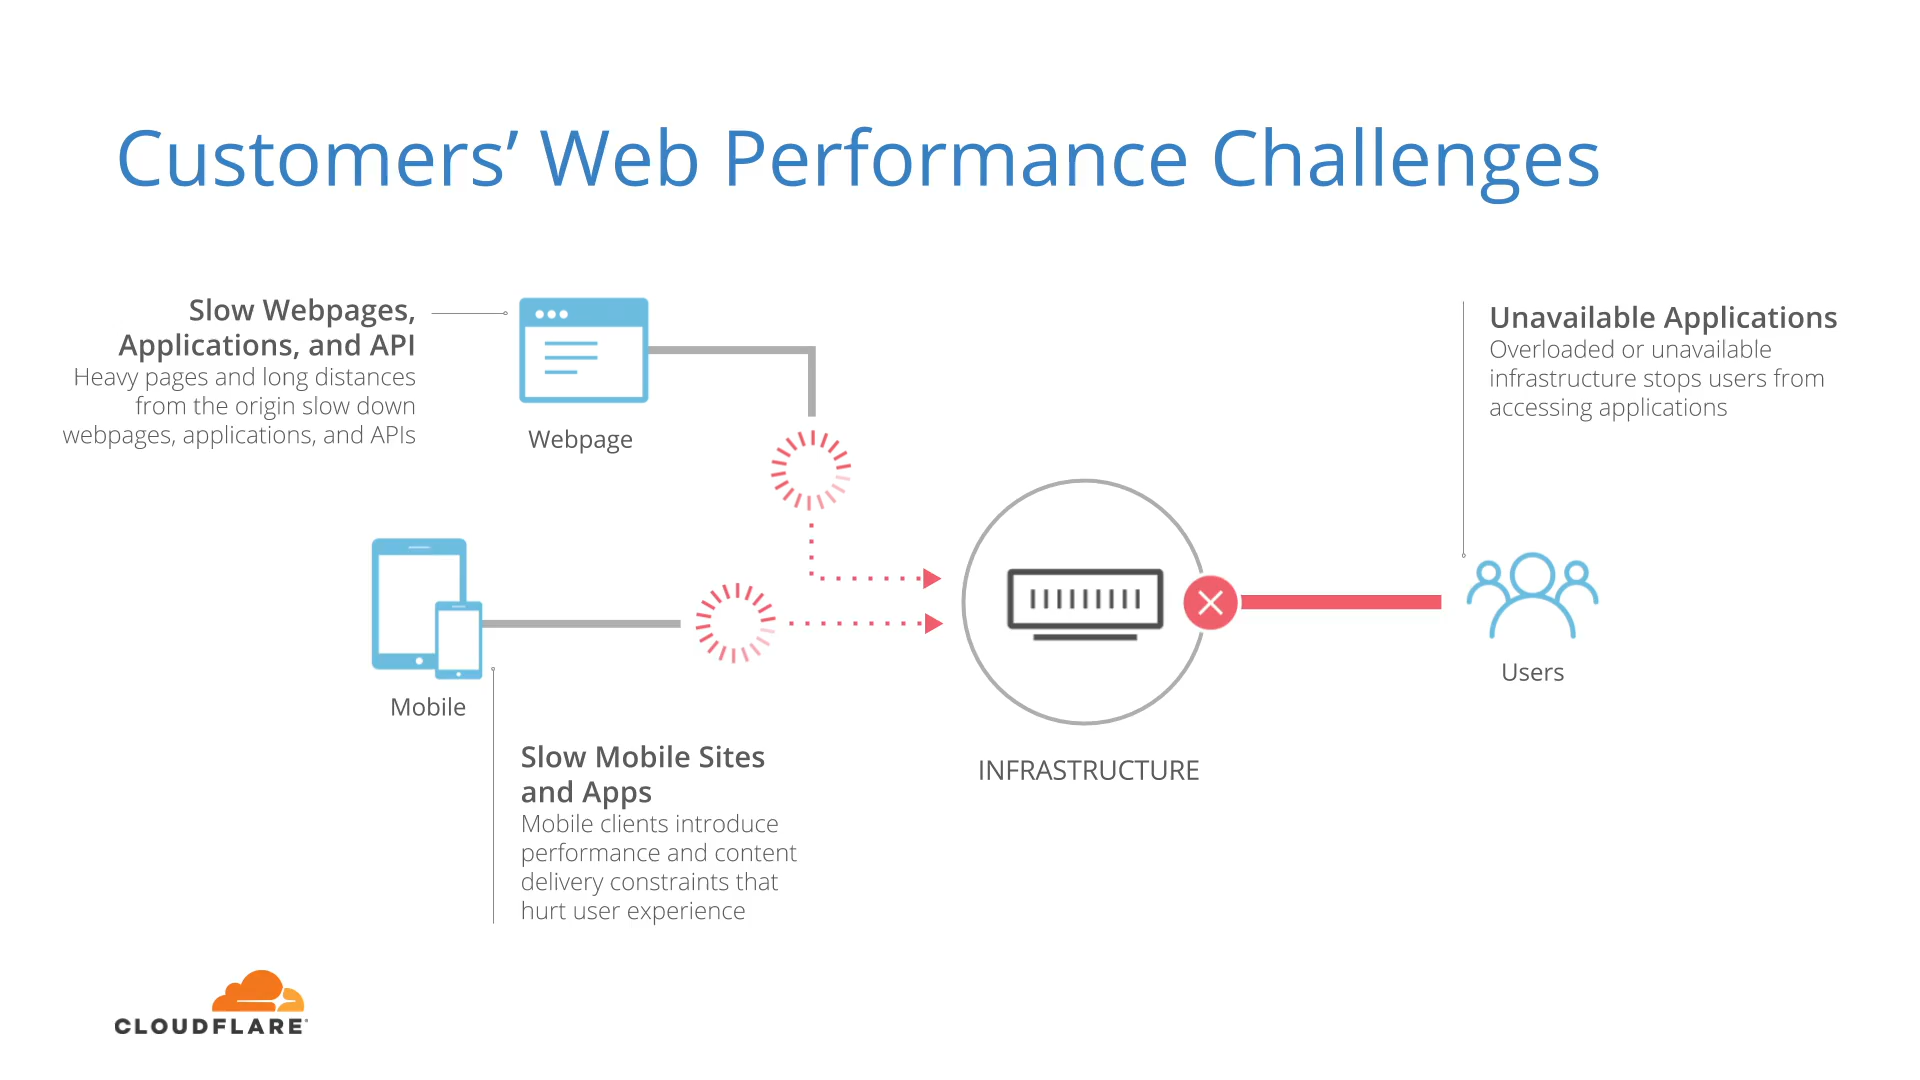 Customers’ Web Performance Challenges
Slow Webpages,
Applications, and API
Heavy pages and long distances
from the origin slow down
webpages, applications, and APIs
Webpage
Unavailable Applications
Overloaded or unavailable
infrastructure stops users from
accessing applications
Mobile
Users
Slow Mobile Sites
and Apps
Mobile clients introduce
performance and content
delivery constraints that
hurt user experience
INFRASTRUCTURE
CLOUDFLARE